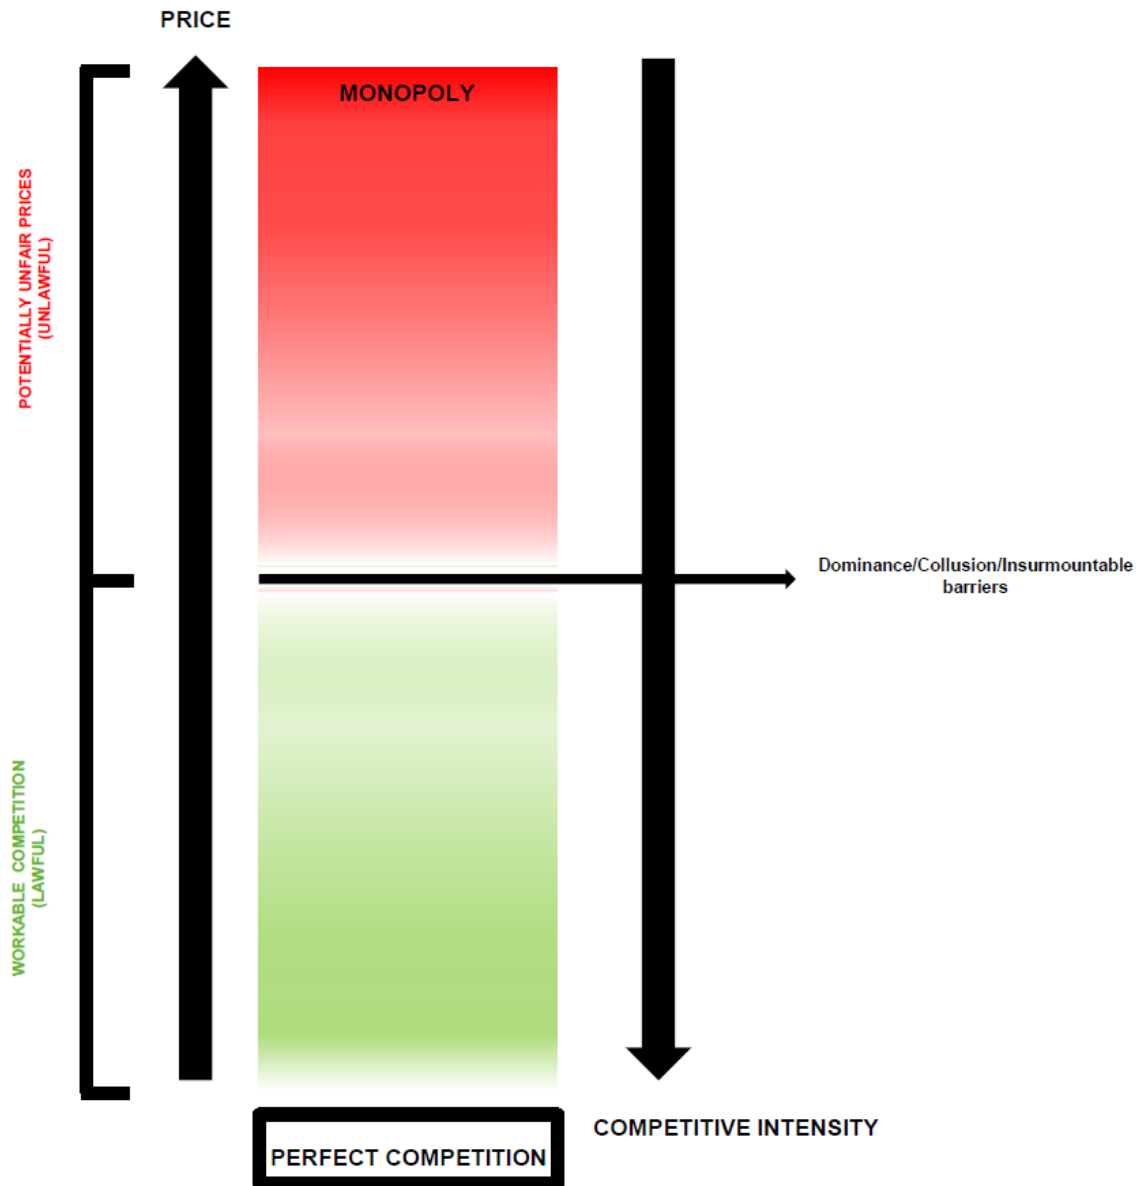 PRICE
MONOPOLY
POTENTIALLY UNFAIR PRICES
(UNLAWFUL)
Dominance/Collusion/Insurmountable
barriers
WORKABLE COMPETITION
(LAWFUL)
COMPETITIVE INTENSITY
PERFECT COMPETITION